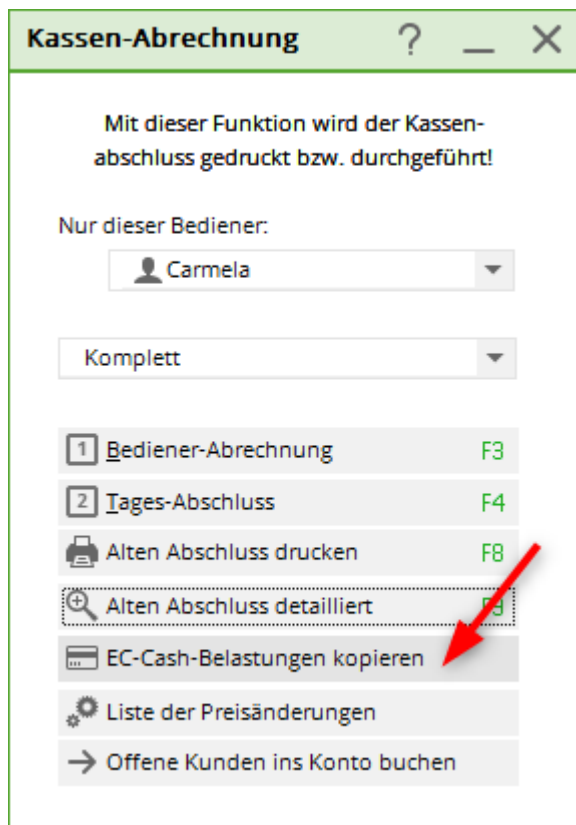 Kassen-Abrechnung ?
Mit dieser Funktion wird der Kassen-
abschluss gedruckt bzw. durchgeführt!
Nur dieser Bediener:
Carmela
Komplett
1 Bediener-Abrechnung F3
2 Tages-Abschluss F4
Alten Abschluss drucken F8
Alten Abschluss detailliert F9
EC-Cash-Belastungen kopieren
Liste der Preisänderungen
Offene Kunden ins Konto buchen